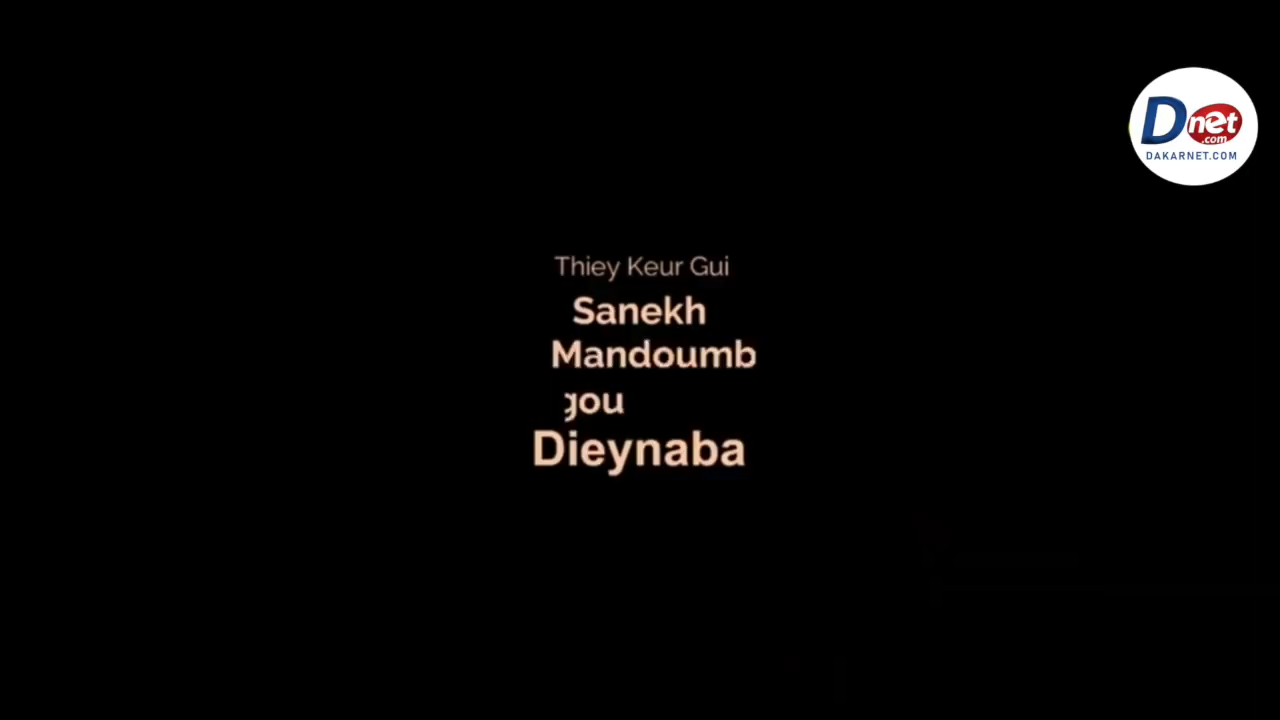 Dnet
.com
DAKARNET.COM
Thiey Keur Gui
Sanekh
Mandoumb
gou
Dieynaba